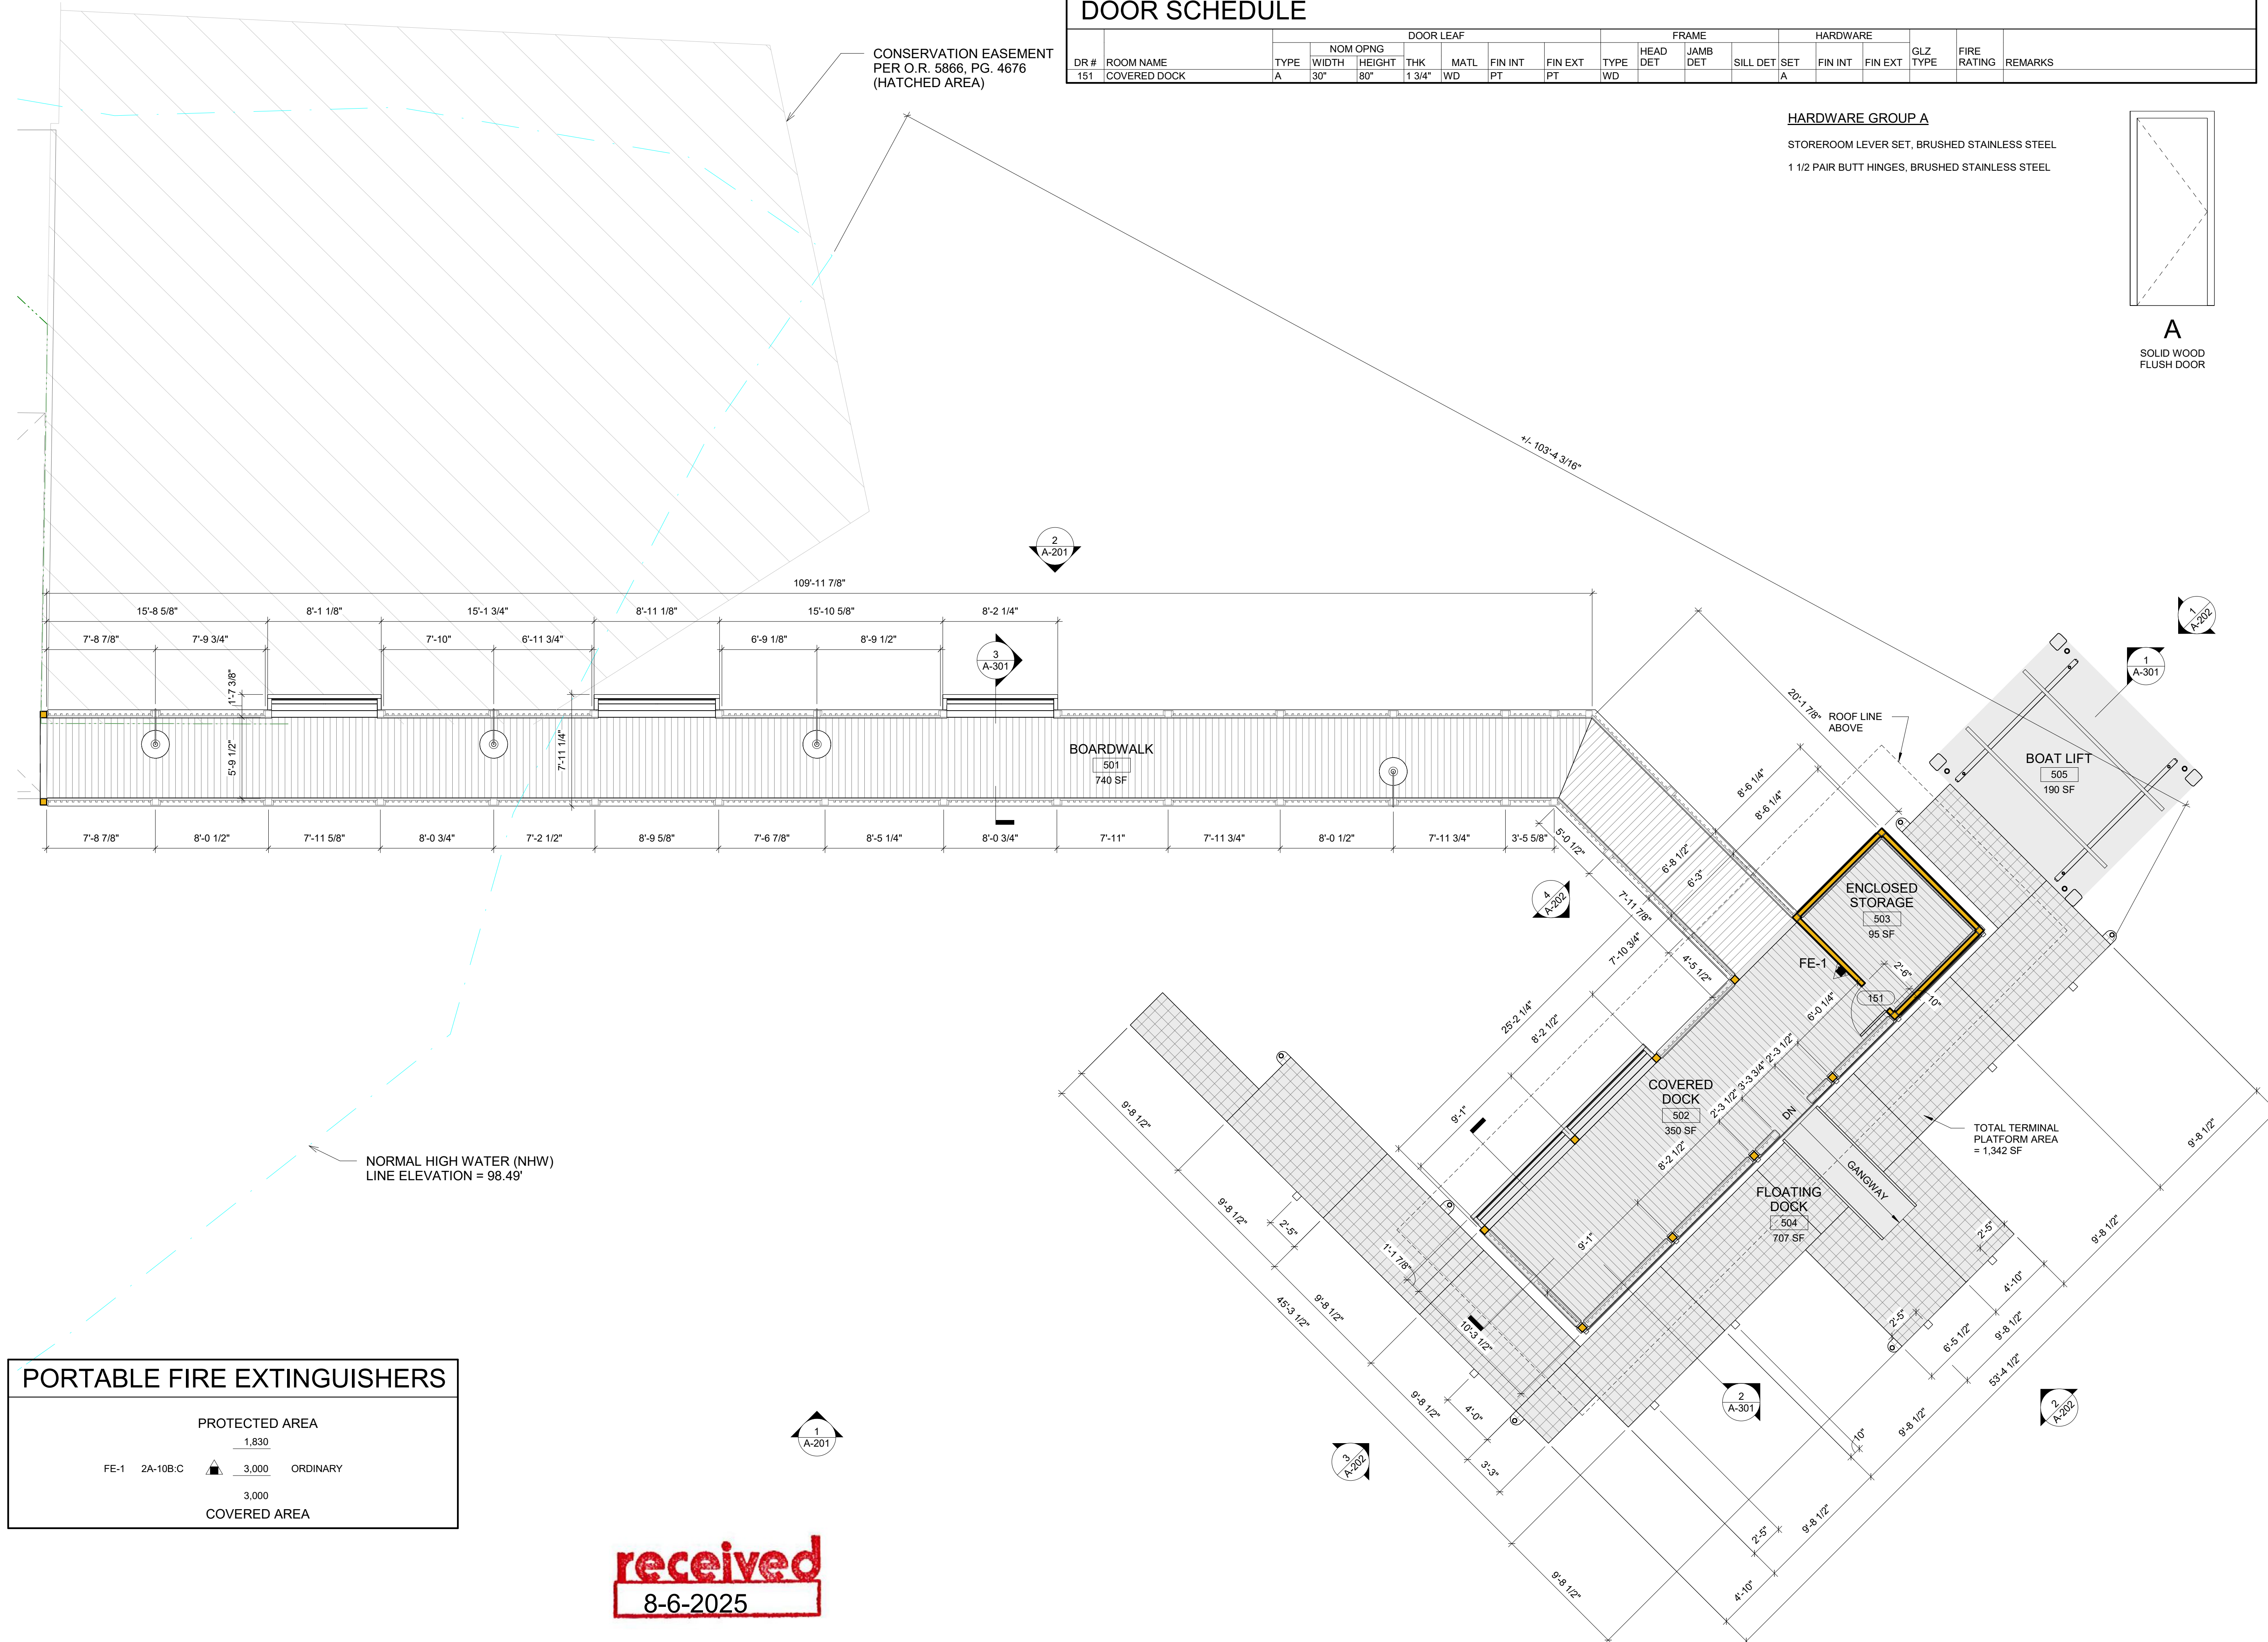 DOOR SCHEDULE
DOOR LEAF FRAME HARDWARE
NOM OPNG
DR # ROOM NAME TYPE WIDTH HEIGHT THK MATL FIN INT FIN EXT TYPE HEAD DET JAMB DET SILL DET SET FIN INT FIN EXT GLZ TYPE FIRE RATING REMARKS
151 COVERED DOCK A 30" 80" 1 3/4" WD PT PT WD A
CONSERVATION EASEMENT
PER O.R. 5866, PG. 4676
(HATCHED AREA)
HARDWARE GROUP A
STOREROOM LEVER SET, BRUSHED STAINLESS STEEL
1 1/2 PAIR BUTT HINGES, BRUSHED STAINLESS STEEL
A
SOLID WOOD
FLUSH DOOR
+/- 103'-4 3/16"
2
A-201
109'-11 7/8"
15'-8 5/8" 8'-1 1/8" 15'-1 3/4" 8'-11 1/8" 15'-10 5/8" 8'-2 1/4"
7'-8 7/8" 7'-9 3/4" 7'-10" 6'-11 3/4" 6'-9 1/8" 8'-9 1/2"
3
A-301
1
A-202
1
A-301
1'-7 3/8"
5'-9 1/2"
7'-11 1/4"
BOARDWALK
501
740 SF
20'-1 7/8"
ROOF LINE
ABOVE
BOAT LIFT
505
190 SF
8'-6 1/4"
8'-6 1/4"
7'-8 7/8" 8'-0 1/2" 7'-11 5/8" 8'-0 3/4" 7'-2 1/2" 8'-9 5/8" 7'-6 7/8" 8'-5 1/4" 8'-0 3/4" 7'-11" 7'-11 3/4" 8'-0 1/2" 7'-11 3/4" 3'-5 5/8"
5'-0 1/2"
6'-8 1/2"
6'-3"
4
A-202
7'-11 7/8"
ENCLOSED
STORAGE
503
95 SF
7'-10 3/4"
4'-5 1/2"
FE-1
2'-6"
151
10"
6'-0 1/4"
25'-2 1/4"
8'-2 1/2"
2'-3 1/2"
3'-3 3/4"
2'-3 1/2"
COVERED
DOCK
502
350 SF
DN
9'-1"
8'-2 1/2"
TOTAL TERMINAL
PLATFORM AREA
= 1,342 SF
GANGWAY
FLOATING
DOCK
504
707 SF
NORMAL HIGH WATER (NHW)
LINE ELEVATION = 98.49'
9'-8 1/2"
9'-8 1/2"
2'-5"
9'-1"
1'-1 7/8"
9'-8 1/2"
45'-3 1/2"
10'-3 1/2"
9'-8 1/2"
4'-0"
3'-3"
9'-8 1/2"
9'-8 1/2"
9'-8 1/2"
2'-5"
4'-10"
2'-5"
9'-8 1/2"
6'-5 1/2"
53'-4 1/2"
9'-8 1/2"
10"
9'-8 1/2"
2'-5"
4'-10"
2
A-301
2
A-202
3
A-202
1
A-201
PORTABLE FIRE EXTINGUISHERS
PROTECTED AREA
1,830
FE-1 2A-10B:C 3,000 ORDINARY
3,000
COVERED AREA
received
8-6-2025